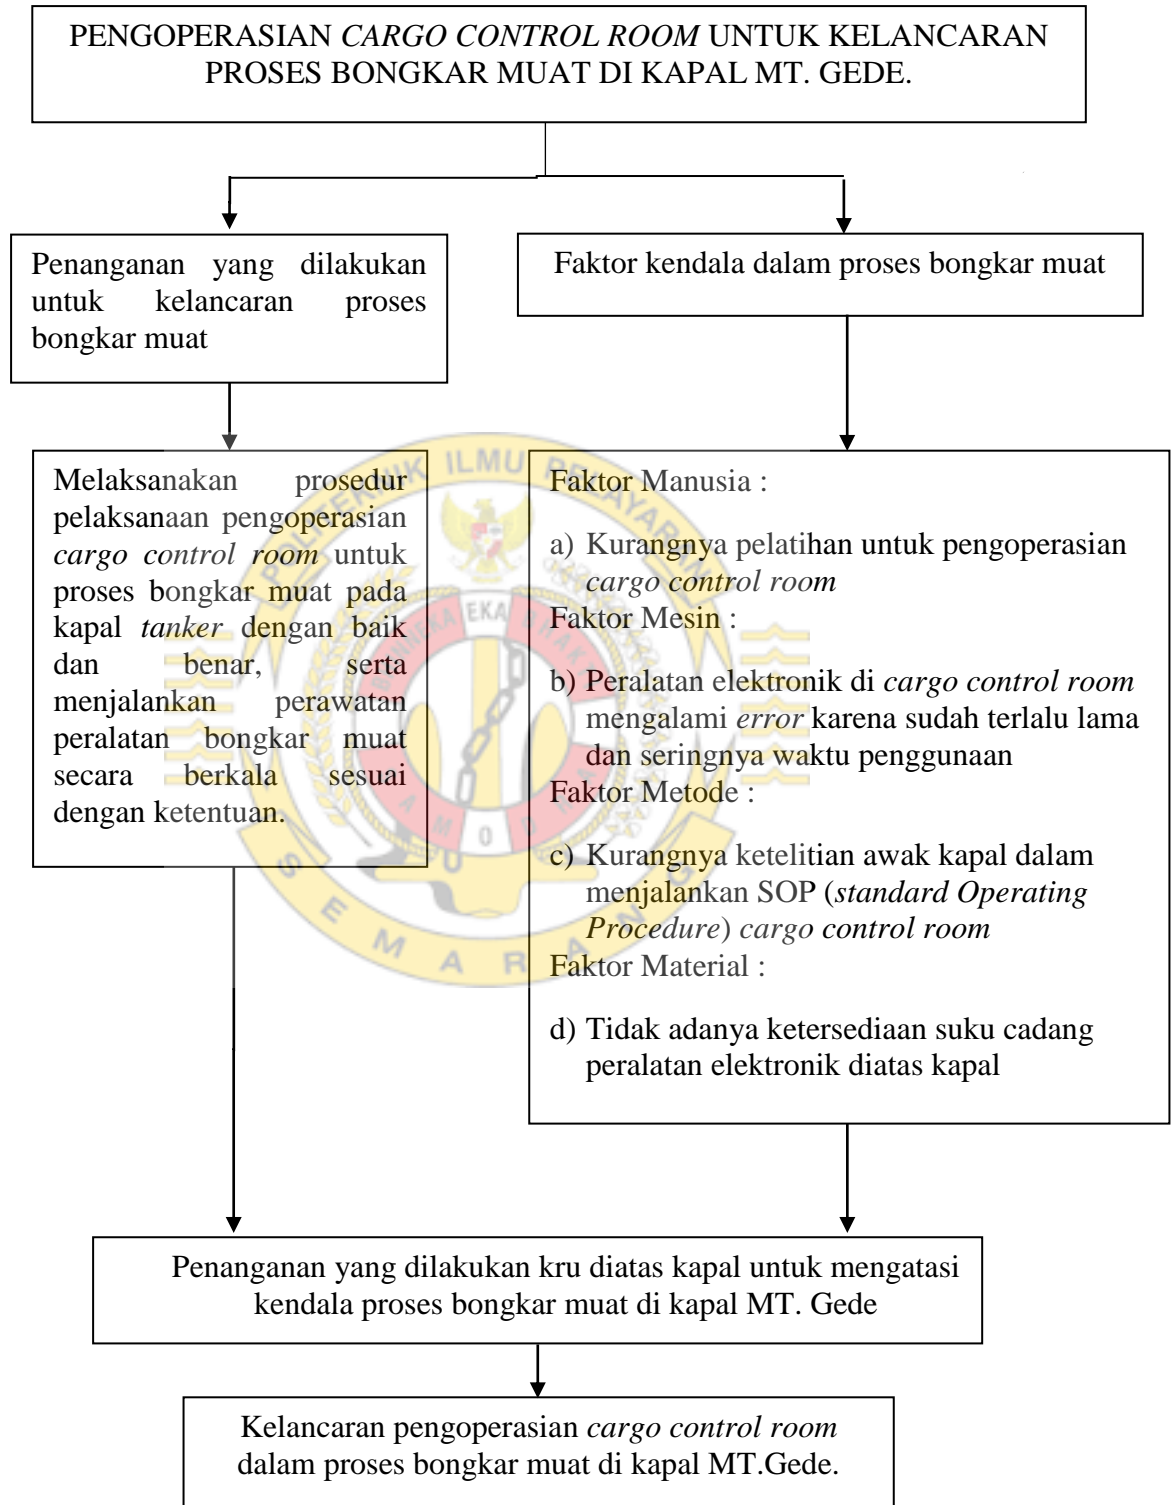 PENGOPERASIAN CARGO CONTROL ROOM UNTUK KELANCARAN
PROSES BONGKAR MUAT DI KAPAL MT. GEDE.
Penanganan yang dilakukan
untuk kelancaran proses
bongkar muat
Faktor kendala dalam proses bongkar muat
Melaksanakan prosedur
pelaksanaan pengoperasian
cargo control room untuk
proses bongkar muat pada
kapal tanker dengan baik
dan benar, serta
menjalankan perawatan
peralatan bongkar muat
secara berkala sesuai
dengan ketentuan.
Faktor Manusia :
a) Kurangnya pelatihan untuk pengoperasian
cargo control room
Faktor Mesin :
b) Peralatan elektronik di cargo control room
mengalami error karena sudah terlalu lama
dan seringnya waktu penggunaan
Faktor Metode :
c) Kurangnya ketelitian awak kapal dalam
menjalankan SOP (standard Operating
Procedure) cargo control room
Faktor Material :
d) Tidak adanya ketersediaan suku cadang
peralatan elektronik diatas kapal
Penanganan yang dilakukan kru diatas kapal untuk mengatasi
kendala proses bongkar muat di kapal MT. Gede
Kelancaran pengoperasian cargo control room
dalam proses bongkar muat di kapal MT.Gede.
POLITEKNIK ILMU PELAYARAN
SEMARANG